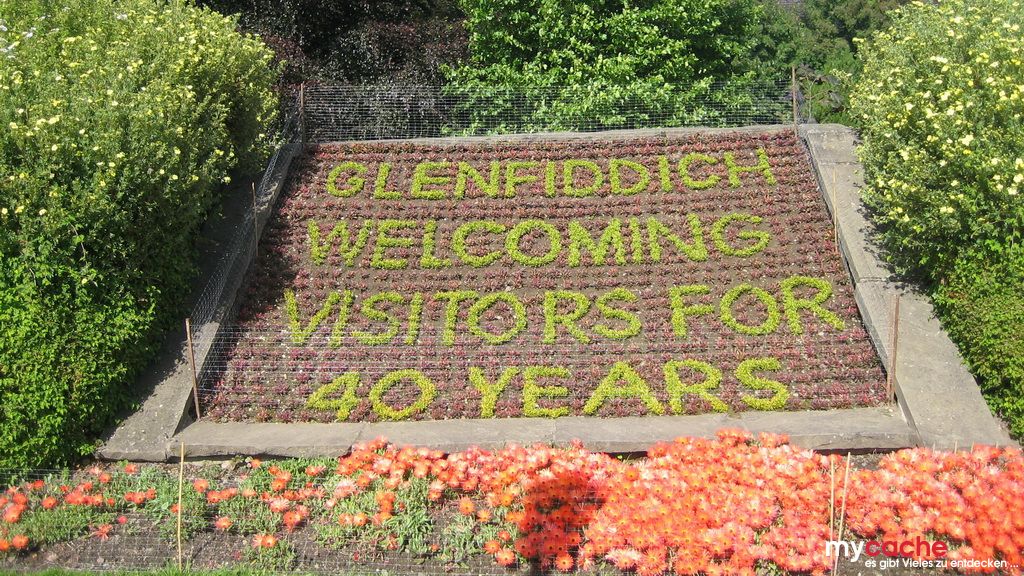 GLENFIDDICH
WELCOMING
VISITORS FOR
40 YEARS
mycache
es gibt Vieles zu entdecken ...